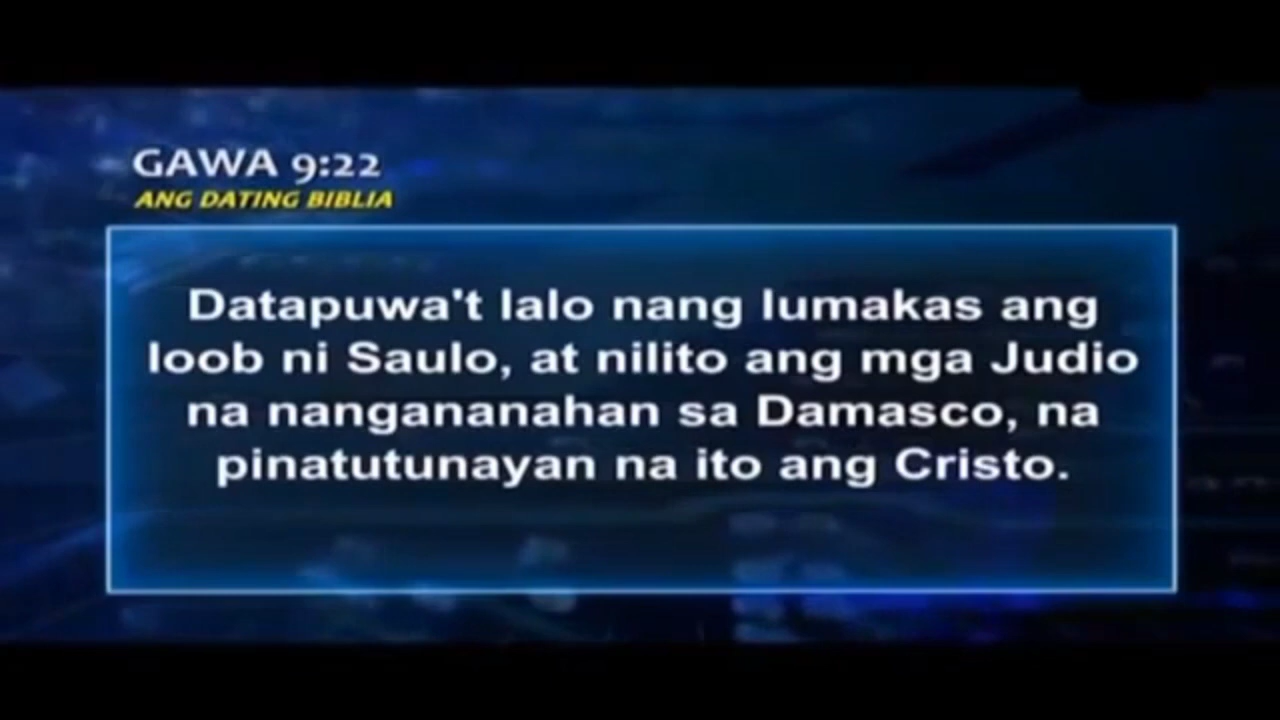 GAWA 9:22
ANG DATING BIBLIA
Datapuwa't lalo nang lumakas ang
loob ni Saulo, at nilito ang mga Judio
na nangananahan sa Damasco, na
pinatutunayan na ito ang Cristo.